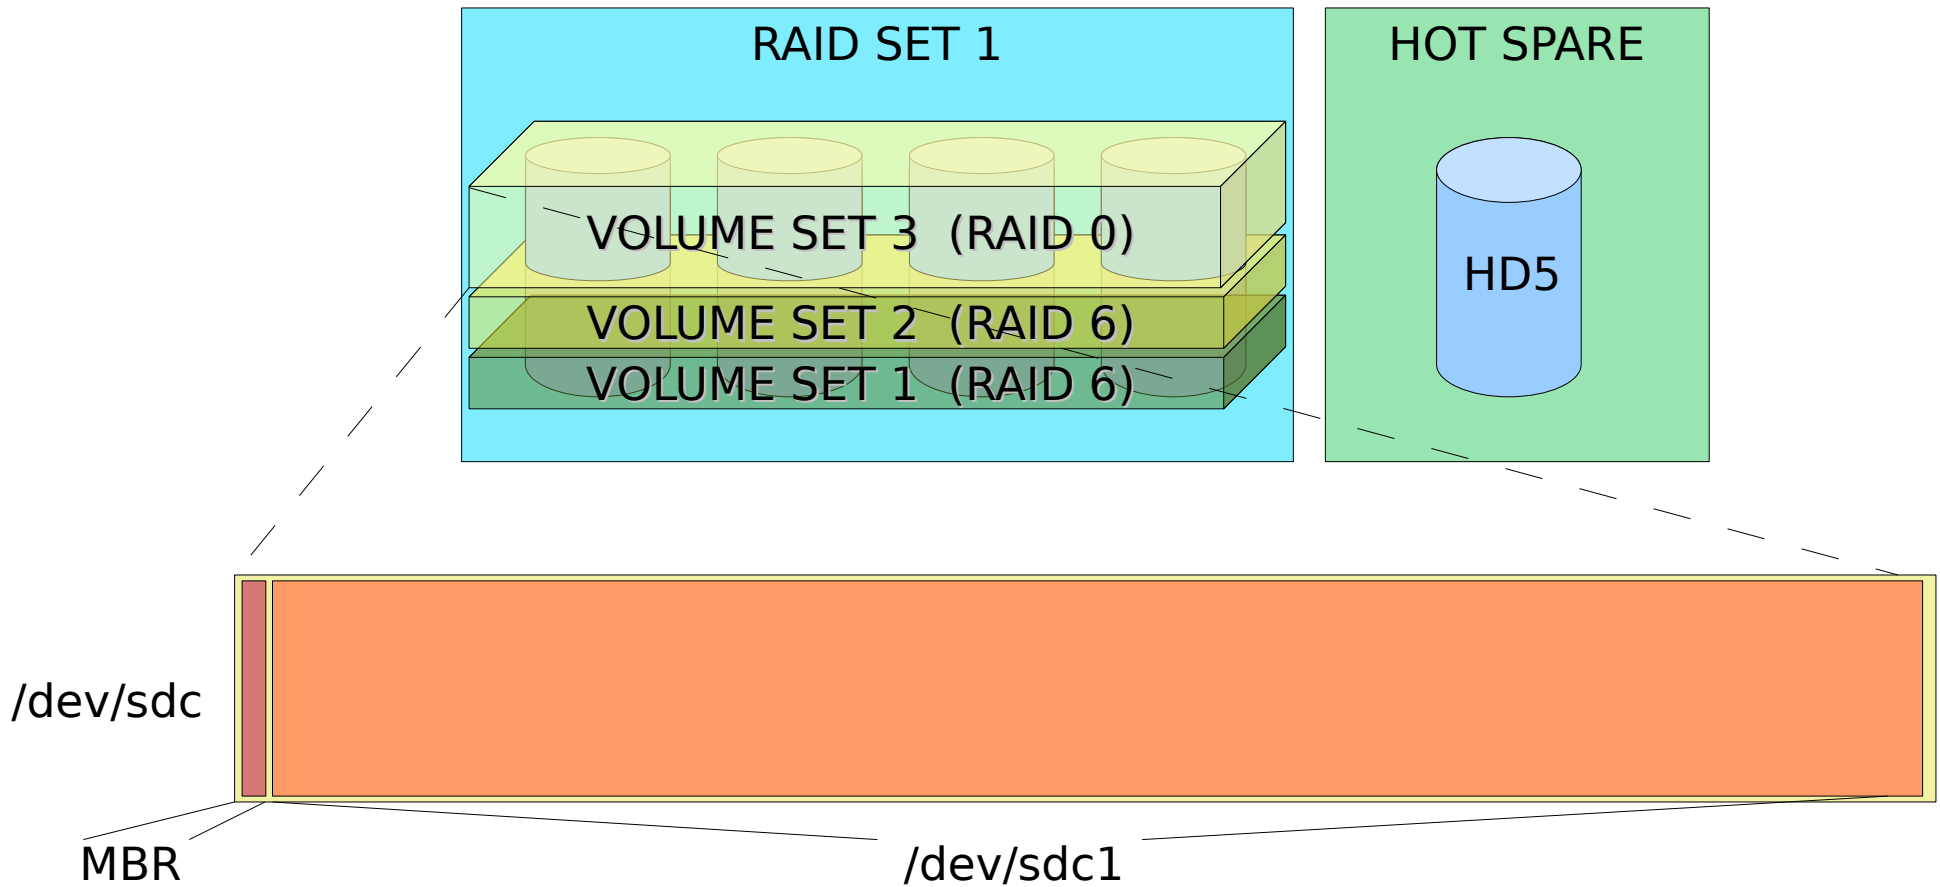 RAID SET 1
HOT SPARE
VOLUME SET 3  (RAID 0)
HD5
VOLUME SET 2  (RAID 6)
VOLUME SET 1  (RAID 6)
/dev/sdc
MBR
/dev/sdc1